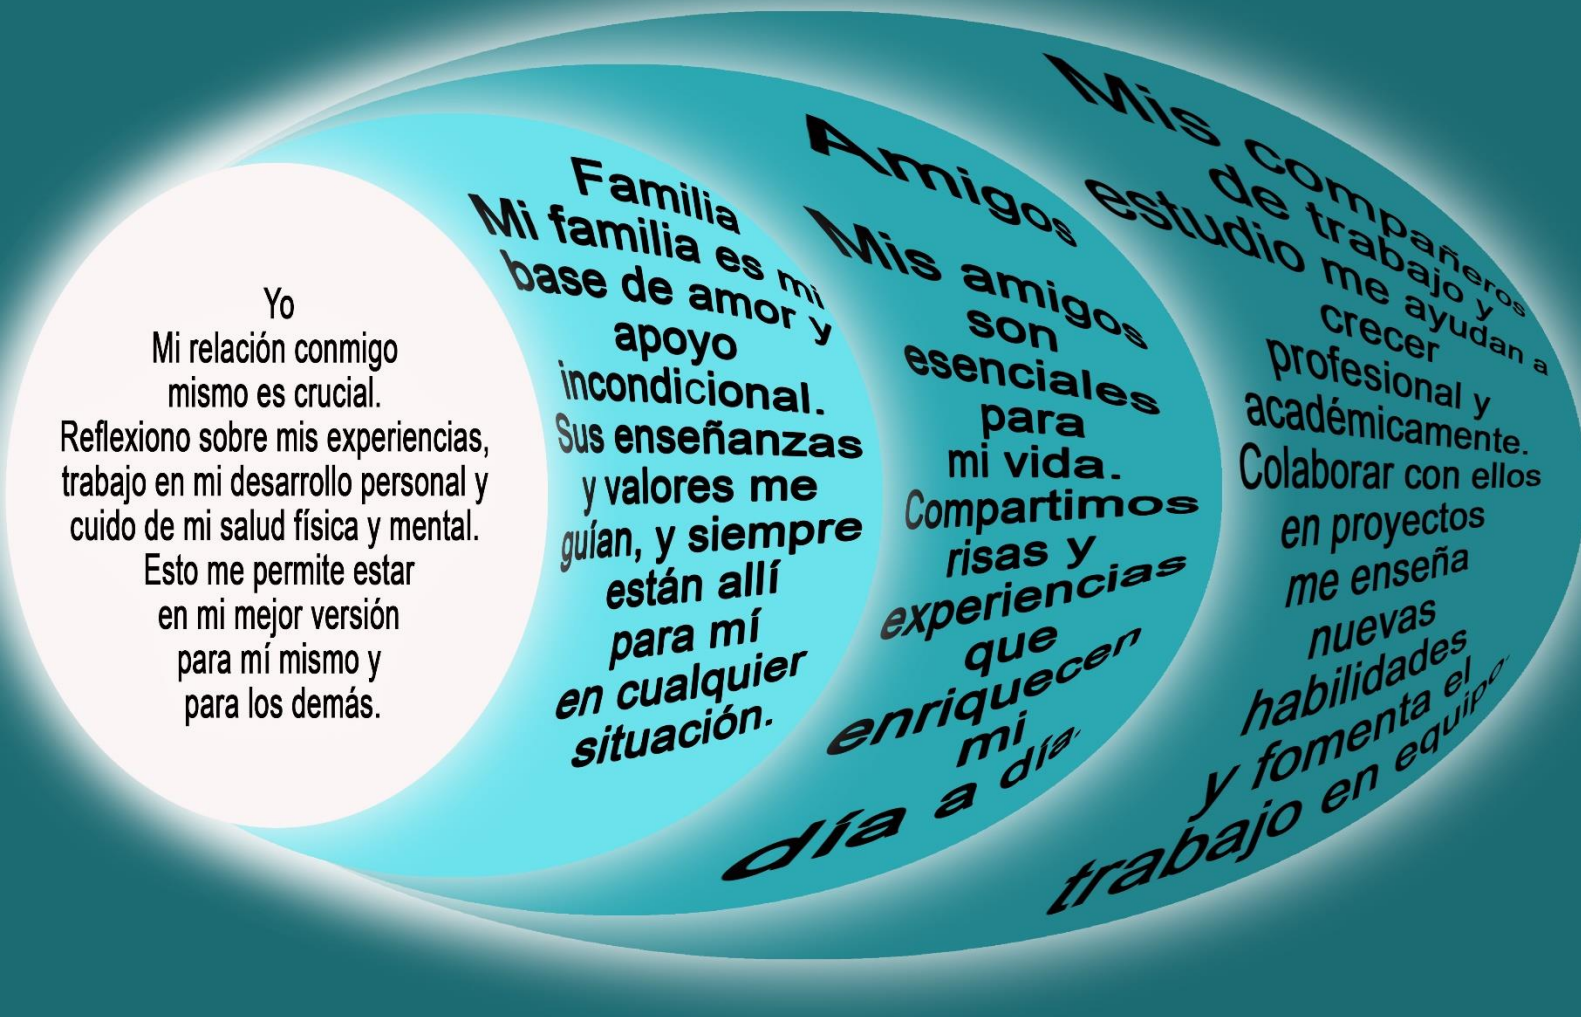 Yo
Mi relación conmigo
mismo es crucial.
Reflexiono sobre mis experiencias,
trabajo en mi desarrollo personal y
cuido de mi salud física y mental.
Esto me permite estar
en mi mejor versión
para mí mismo y
para los demás.
Familia
Mi familia es mi
base de amor y
apoyo
incondicional.
Sus enseñanzas
y valores me
guían, y siempre
están allí
para mí
en cualquier
situación.
Amigos
Mis amigos
son
esenciales
para
mi vida.
Compartimos
risas y
experiencias
que
enriquecen
mi
día a día.
Mis compañeros
de trabajo y
estudio me ayudan a
crecer
profesional y
académicamente.
Colaborar con ellos
en proyectos
me enseña
nuevas
habilidades
y fomenta el
trabajo en equipo.